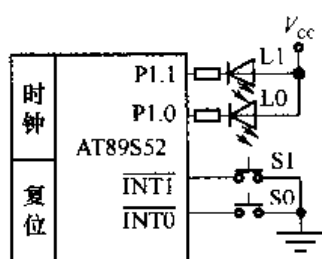 Vcc
P1.1
L1
时钟
P1.0
L0
AT89S52
S1
INT1
复位
S0
INT0